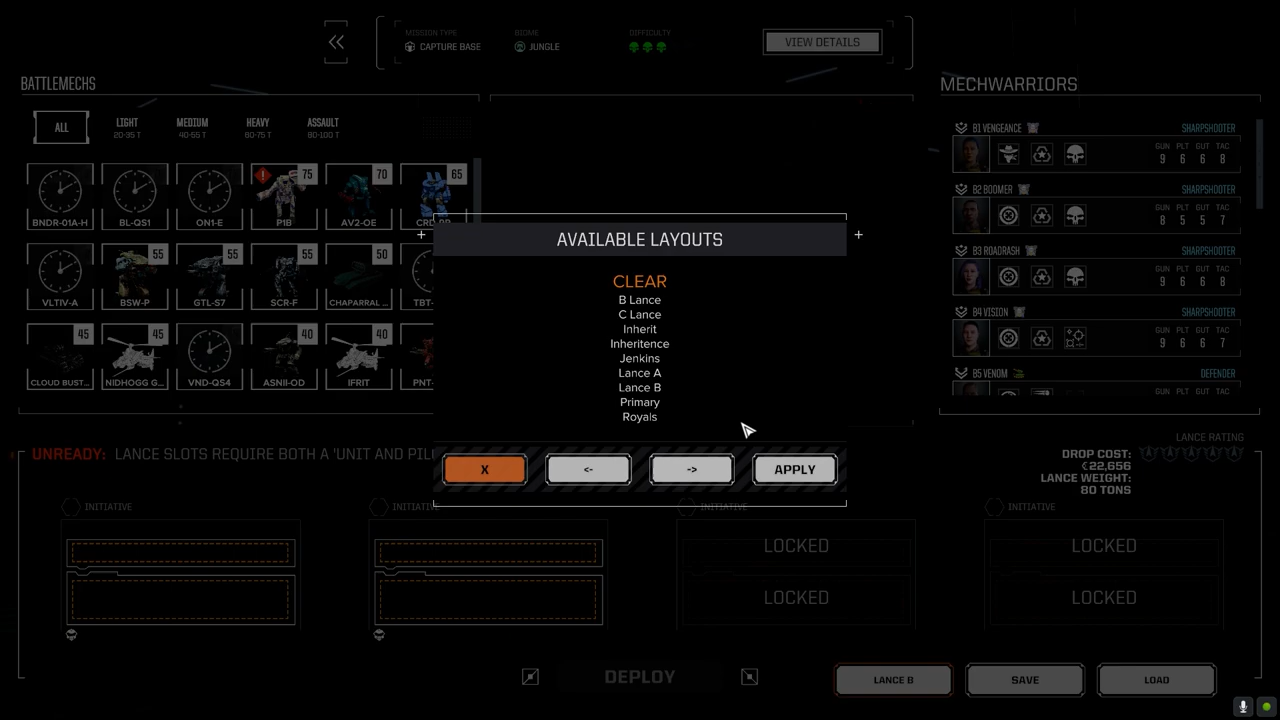 MISSION TYPE
CAPTURE BASE
BIOME
JUNGLE
DIFFICULTY
VIEW DETAILS
BATTLEMECHS
ALL
LIGHT
20-35 T
MEDIUM
40-55 T
HEAVY
60-75 T
ASSAULT
80-100 T
75
70
65
BNDR-01A-H
BL-QS1
ON1-E
P1B
AV2-OE
55
55
55
50
VLTIV-A
BSW-P
GTL-S7
SCR-F
CHAPARRAL ...
45
45
40
40
CLOUD BUST...
NIDHOGG G...
VND-QS4
ASNII-OD
IFRIT
MECHWARRIORS
B1 VENGEANCE
SHARPSHOOTER
GUN PLT GUT TAC
9 6 6 8
B2 BOOMER
SHARPSHOOTER
GUN PLT GUT TAC
8 5 5 7
B3 ROADRASH
SHARPSHOOTER
GUN PLT GUT TAC
9 6 6 8
B4 VISION
SHARPSHOOTER
GUN PLT GUT TAC
9 6 6 7
B5 VENOM
DEFENDER
AVAILABLE LAYOUTS
CLEAR
B Lance
C Lance
Inherit
Inheritence
Jenkins
Lance A
Lance B
Primary
Royals
X
<-
->
APPLY
UNREADY: LANCE SLOTS REQUIRE BOTH A 'UNIT AND PIL
LANCE RATING
DROP COST:
¢22,656
LANCE WEIGHT:
80 TONS
INITIATIVE
INITIATIVE
INITIATIVE
INITIATIVE
LOCKED
LOCKED
LOCKED
LOCKED
DEPLOY
LANCE B
SAVE
LOAD